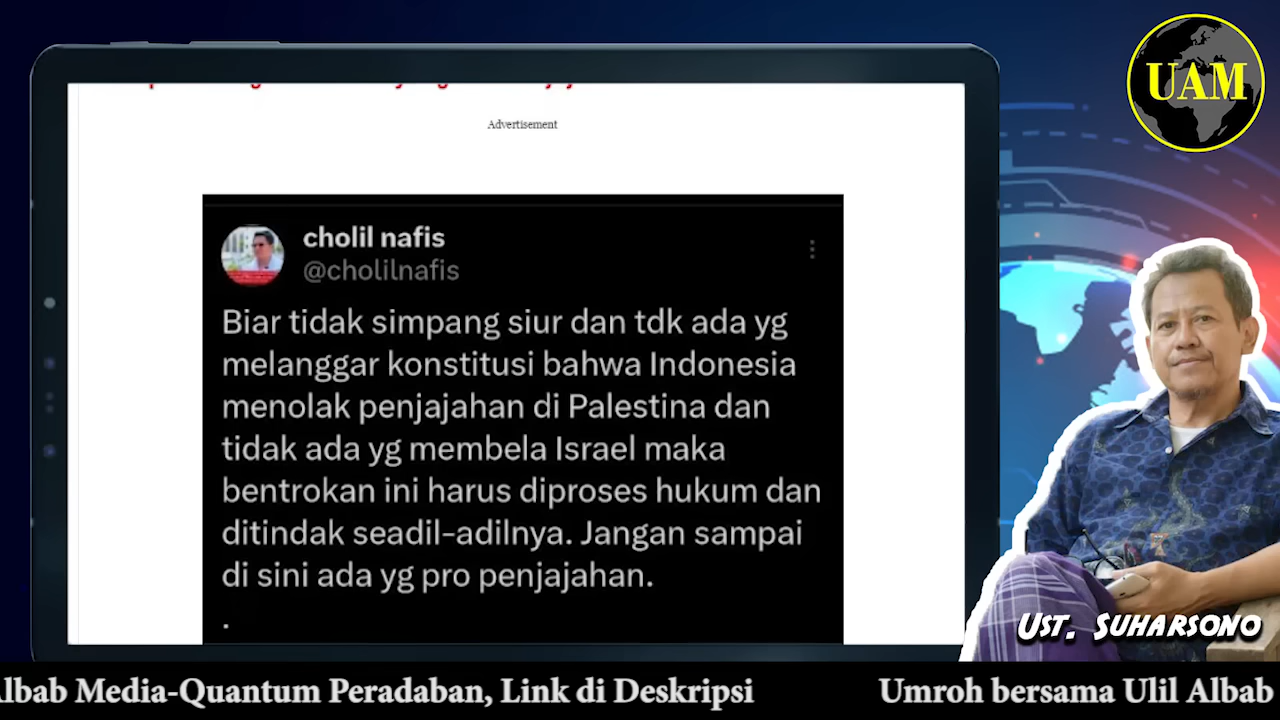 UAM
Advertisement
cholil nafis
@cholilnafis
Biar tidak simpang siur dan tdk ada yg
melanggar konstitusi bahwa Indonesia
menolak penjajahan di Palestina dan
tidak ada yg membela Israel maka
bentrokan ini harus diproses hukum dan
ditindak seadil-adilnya. Jangan sampai
di sini ada yg pro penjajahan.
.
UST. SUHARSONO
lbab Media-Quantum Peradaban, Link di Deskripsi
Umroh bersama Ulil Albab